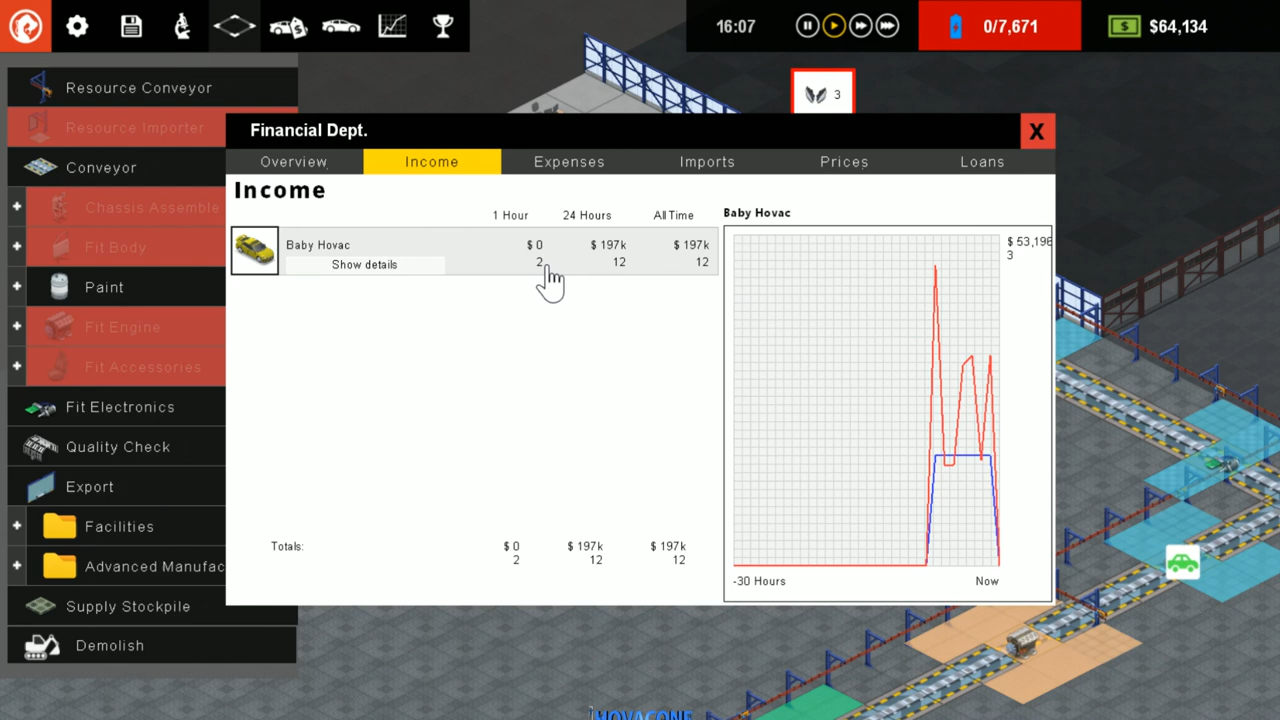 16:07
0/7,671
$64,134
Resource Conveyor
3
Resource Importer
Financial Dept.
X
Conveyor
Overview
Income
Expenses
Imports
Prices
Loans
Income
Chassis Assemble
1 Hour
24 Hours
All Time
Baby Hovac
Fit Body
Baby Hovac
$ 0
$ 197k
$ 197k
$ 53,196
3
Show details
2
12
12
Paint
Fit Engine
Fit Accessories
Fit Electronics
Quality Check
Export
Facilities
Totals:
$ 0
$ 197k
$ 197k
2
12
12
Advanced Manufac
-30 Hours
Now
Supply Stockpile
Demolish